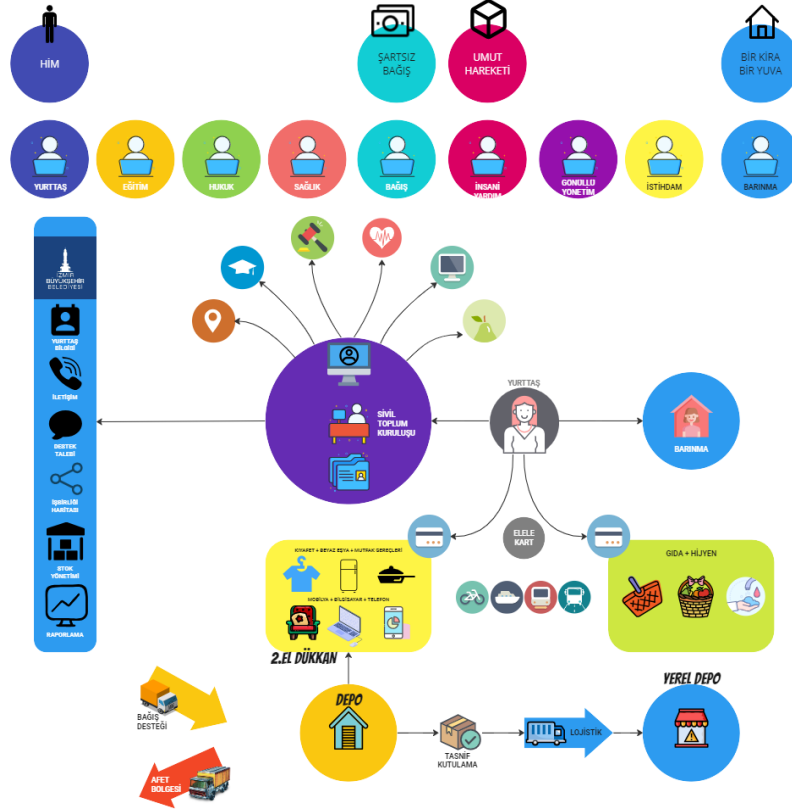 HİM
ŞARTSIZ
BAĞIŞ
UMUT
HAREKETİ
BİR KİRA
BİR YUVA
YURTTAŞ
EĞİTİM
HUKUK
SAĞLIK
BAĞIŞ
İNSANİ
YARDIM
GÖNÜLLÜ
YÖNETİM
İSTİHDAM
BARINMA
İZMİR
BÜYÜKŞEHİR
BELEDİYESİ
YURTTAŞ
BİLGİSİ
İLETİŞİM
DESTEK
TALEBİ
İŞBİRLİĞİ
HARİTASI
STOK
YÖNETİMİ
RAPORLAMA
SİVİL
TOPLUM
KURULUŞU
YURTTAŞ
BARINMA
ELELE
KART
KIYAFET + BEYAZ EŞYA + MUTFAK GEREÇLERİ
MOBİLYA + BİLGİSAYAR + TELEFON
2.EL DÜKKAN
GIDA + HİJYEN
DEPO
TASNİF
KUTULAMA
LOJİSTİK
YEREL DEPO
BAĞIŞ
DESTEĞİ
AFET
BÖLGESİ